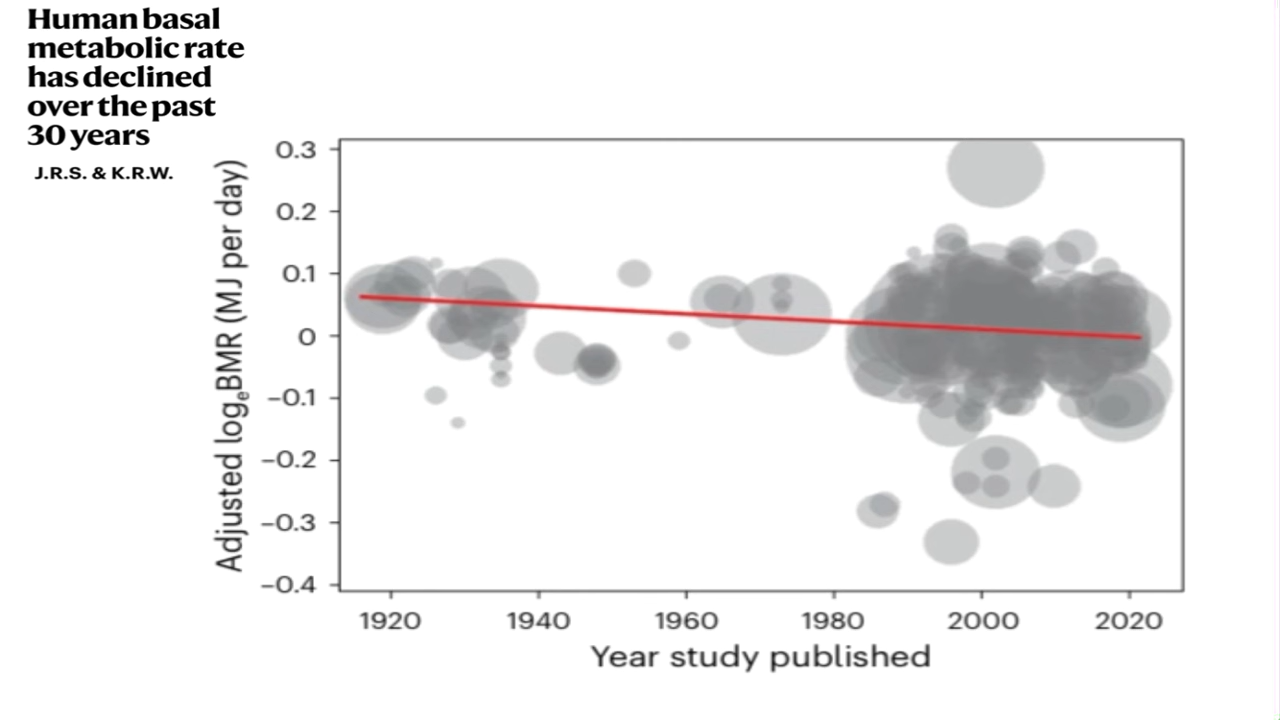 Human basal
metabolic rate
has declined
over the past
30 years
J.R.S. & K.R.W.
Adjusted logₑBMR (MJ per day)
0.3
0.2
0.1
0
−0.1
−0.2
−0.3
−0.4
1920 1940 1960 1980 2000 2020
Year study published